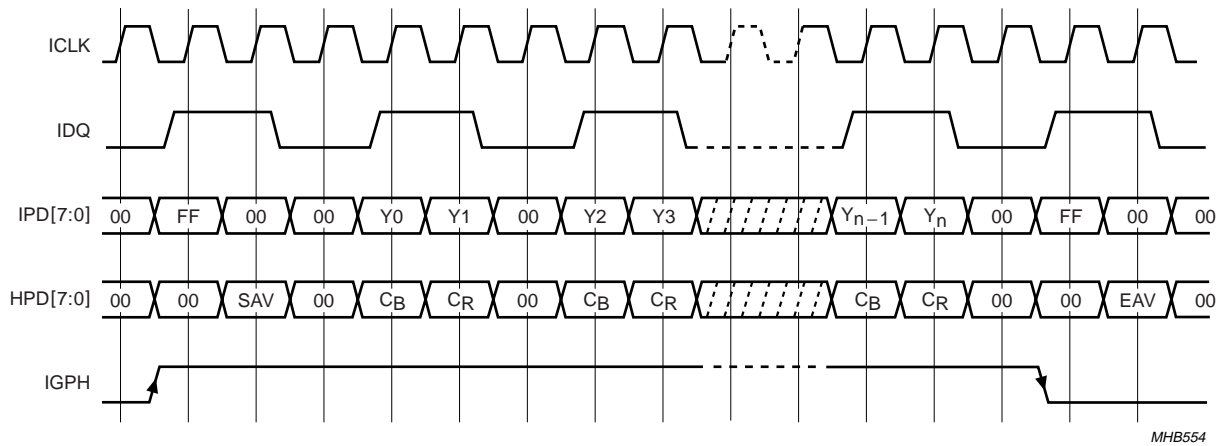 ICLK
IDQ
IPD[7:0] 00 FF 00 00 Y0 Y1 00 Y2 Y3 Yn−1 Yn 00 FF 00 00
HPD[7:0] 00 00 SAV 00 CB CR 00 CB CR CB CR 00 00 EAV 00
IGPH
MHB554